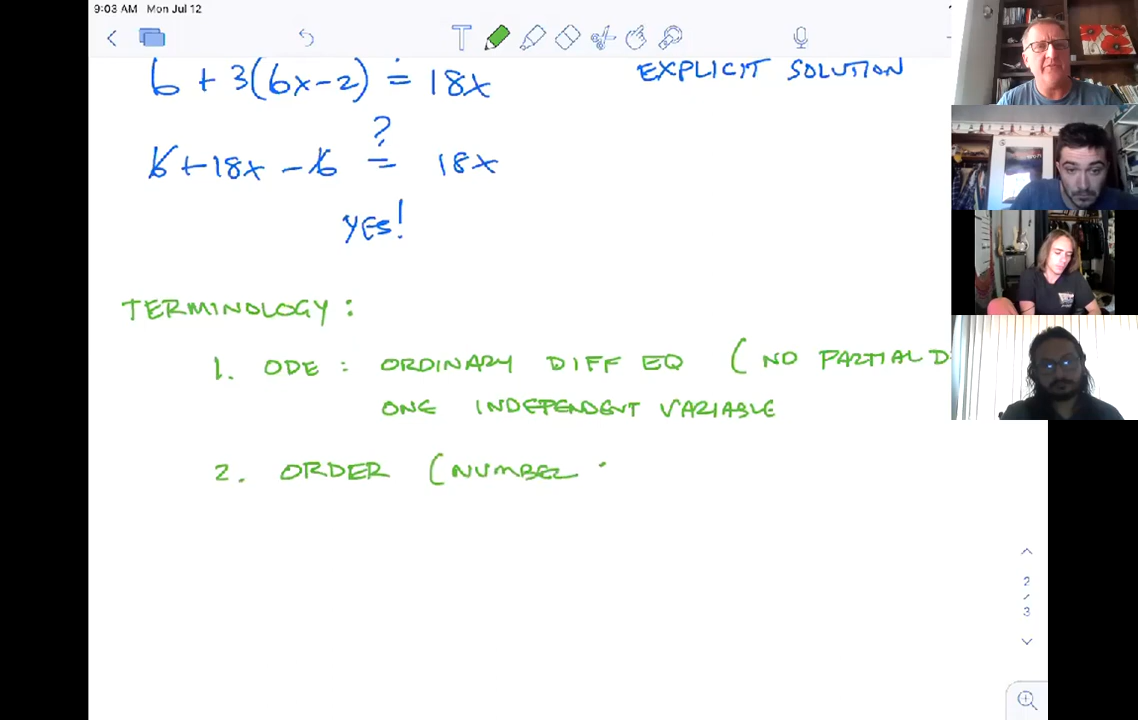 9:03 AM Mon Jul 12
6 + 3(6x-2) = 18x
EXPLICIT SOLUTION
?
6+18x - 6 = 18x
YES!
TERMINOLOGY:
1. ODE : ORDINARY DIFF EQ (NO PARTIAL D
ONE INDEPENDENT VARIABLE
2. ORDER (NUMBER
2
/
3